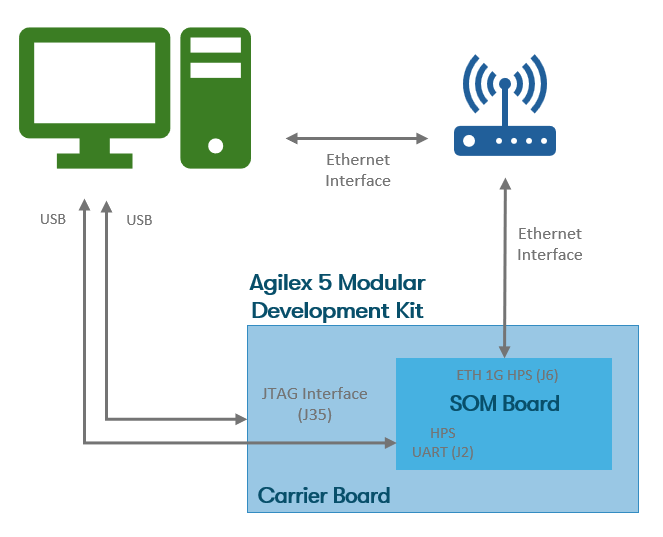 Ethernet
Interface
USB
USB
Ethernet
Interface
Agilex 5 Modular
Development Kit
ETH 1G HPS (J6)
JTAG Interface
(J35)
SOM Board
HPS
UART (J2)
Carrier Board